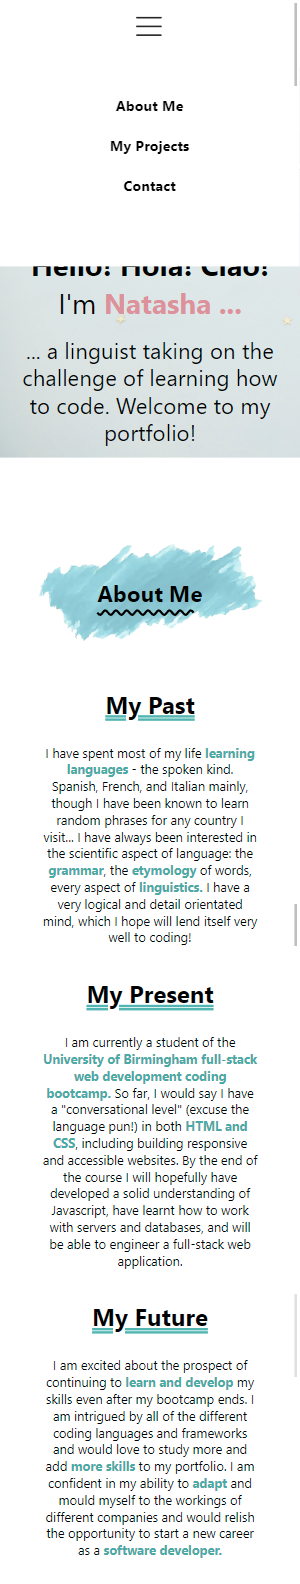 About Me
My Projects
Contact
Hello! Hola! Ciao!
I'm Natasha ...
... a linguist taking on the
challenge of learning how
to code. Welcome to my
portfolio!
About Me
My Past
I have spent most of my life learning
languages - the spoken kind.
Spanish, French, and Italian mainly,
though I have been known to learn
random phrases for any country I
visit... I have always been interested in
the scientific aspect of language: the
grammar, the etymology of words,
every aspect of linguistics. I have a
very logical and detail orientated
mind, which I hope will lend itself very
well to coding!
My Present
I am currently a student of the
University of Birmingham full-stack
web development coding
bootcamp. So far, I would say I have
a "conversational level" (excuse the
language pun!) in both HTML and
CSS, including building responsive
and accessible websites. By the end of
the course I will hopefully have
developed a solid understanding of
Javascript, have learnt how to work
with servers and databases, and will
be able to engineer a full-stack web
application.
My Future
I am excited about the prospect of
continuing to learn and develop my
skills even after my bootcamp ends. I
am intrigued by all of the different
coding languages and frameworks
and would love to study more and
add more skills to my portfolio. I am
confident in my ability to adapt and
mould myself to the workings of
different companies and would relish
the opportunity to start a new career
as a software developer.